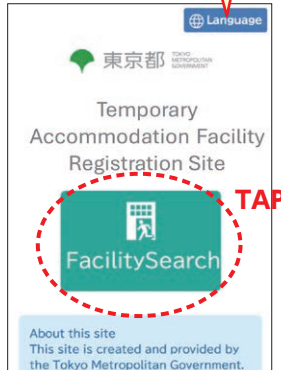 Language
東京都 TOKYO METROPOLITAN GOVERNMENT
Temporary
Accommodation Facility
Registration Site
TAP
FacilitySearch
About this site
This site is created and provided by
the Tokyo Metropolitan Government.